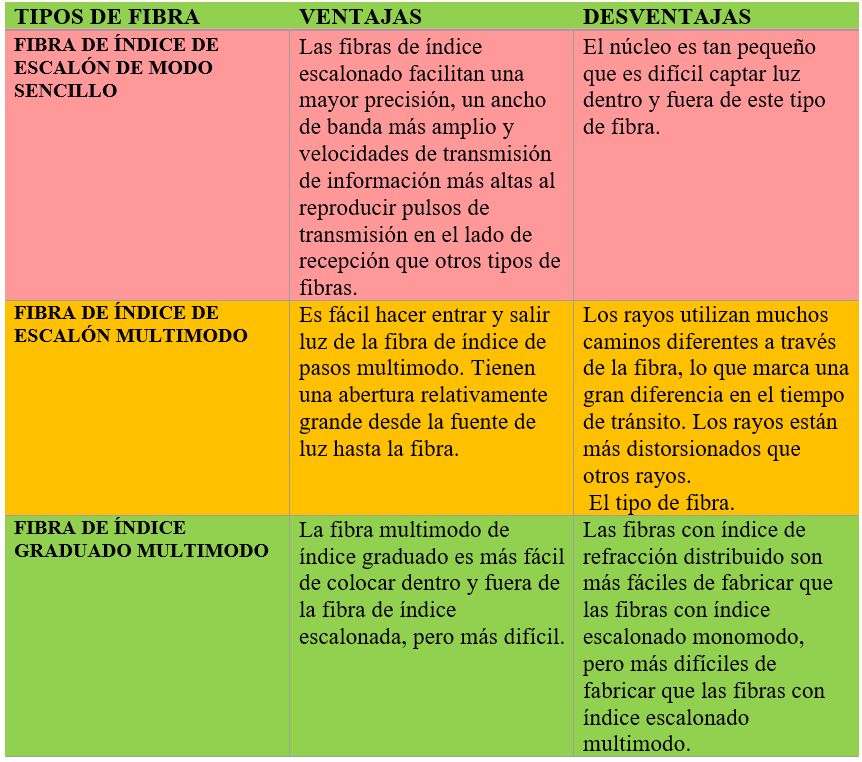 TIPOS DE FIBRA
VENTAJAS
DESVENTAJAS
FIBRA DE ÍNDICE DE
ESCALÓN DE MODO
SENCILLO
Las fibras de índice
escalonado facilitan una
mayor precisión, un ancho
de banda más amplio y
velocidades de transmisión
de información más altas al
reproducir pulsos de
transmisión en el lado de
recepción que otros tipos de
fibras.
El núcleo es tan pequeño
que es difícil captar luz
dentro y fuera de este tipo
de fibra.
FIBRA DE ÍNDICE DE
ESCALÓN MULTIMODO
Es fácil hacer entrar y salir
luz de la fibra de índice de
pasos multimodo. Tienen
una abertura relativamente
grande desde la fuente de
luz hasta la fibra.
Los rayos utilizan muchos
caminos diferentes a través
de la fibra, lo que marca una
gran diferencia en el tiempo
de tránsito. Los rayos están
más distorsionados que
otros rayos.
El tipo de fibra.
FIBRA DE ÍNDICE
GRADUADO MULTIMODO
La fibra multimodo de
índice graduado es más fácil
de colocar dentro y fuera de
la fibra de índice
escalonada, pero más difícil.
Las fibras con índice de
refracción distribuido son
más fáciles de fabricar que
las fibras con índice
escalonado monomodo,
pero más difíciles de
fabricar que las fibras con
índice escalonado
multimodo.